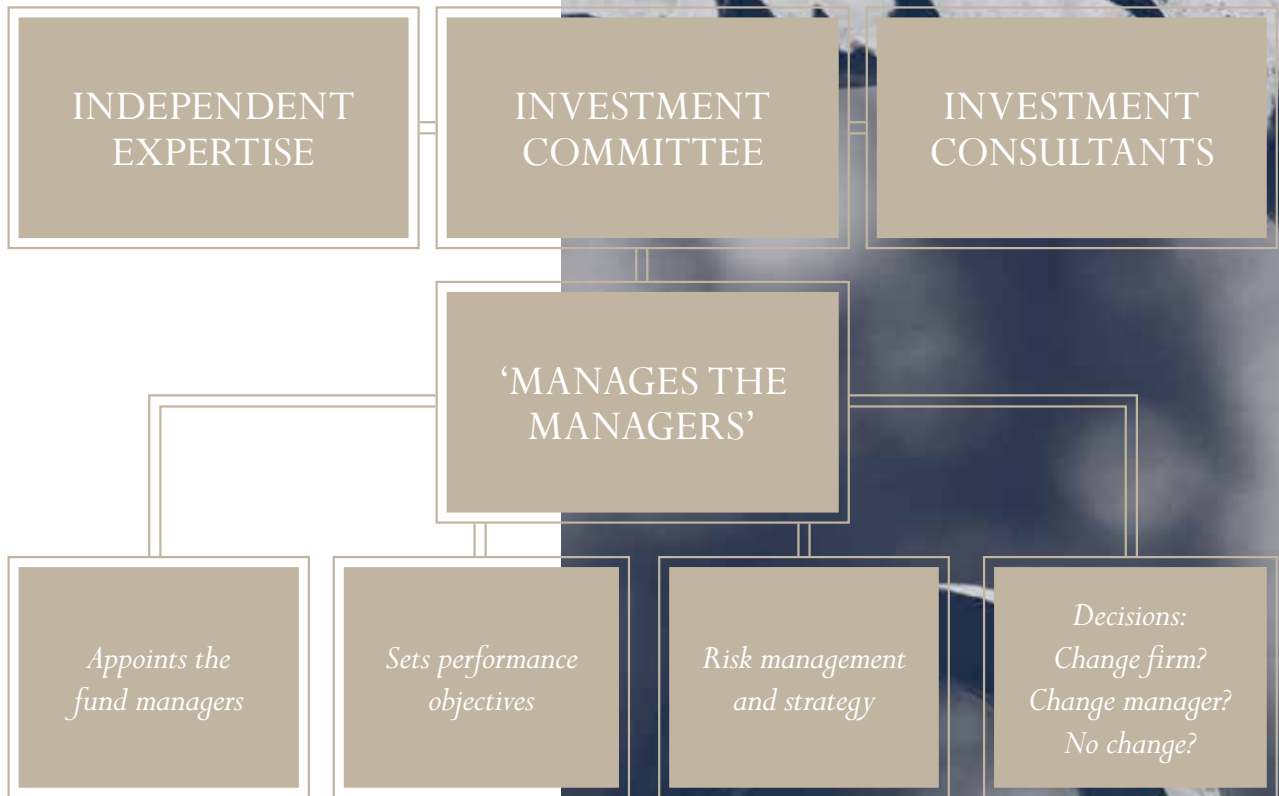 INDEPENDENT
EXPERTISE
INVESTMENT
COMMITTEE
INVESTMENT
CONSULTANTS
‘MANAGES THE
MANAGERS’
Appoints the
fund managers
Sets performance
objectives
Risk management
and strategy
Decisions:
Change firm?
Change manager?
No change?